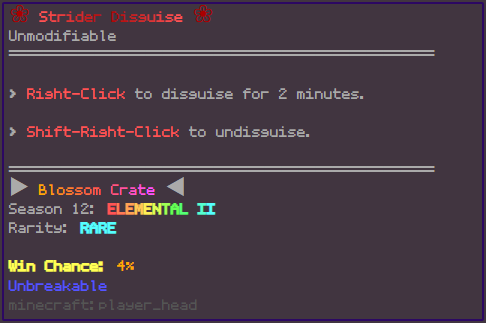 Strider Disguise
Unmodifiable
> Right-Click to disguise for 2 minutes.
> Shift-Right-Click to undisguise.
▶ Blossom Crate ◀
Season 12: ELEMENTAL II
Rarity: RARE
Win Chance: 4%
Unbreakable
minecraft:player_head